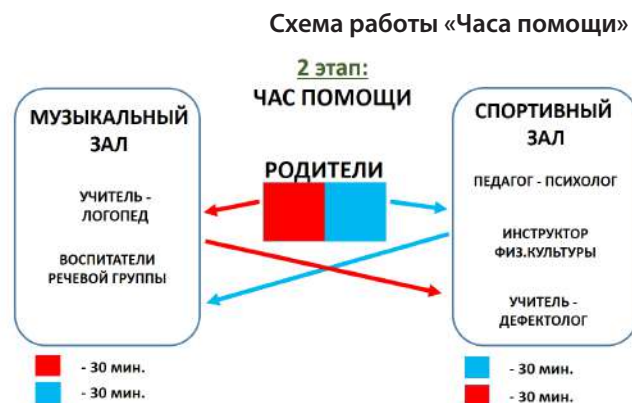 Схема работы «Часа помощи»
2 этап:
ЧАС ПОМОЩИ
МУЗЫКАЛЬНЫЙ
ЗАЛ
УЧИТЕЛЬ -
ЛОГОПЕД
ВОСПИТАТЕЛИ
РЕЧЕВОЙ ГРУППЫ
РОДИТЕЛИ
СПОРТИВНЫЙ
ЗАЛ
ПЕДАГОГ - ПСИХОЛОГ
ИНСТРУКТОР
ФИЗ.КУЛЬТУРЫ
УЧИТЕЛЬ -
ДЕФЕКТОЛОГ
- 30 мин.
- 30 мин.
- 30 мин.
- 30 мин.